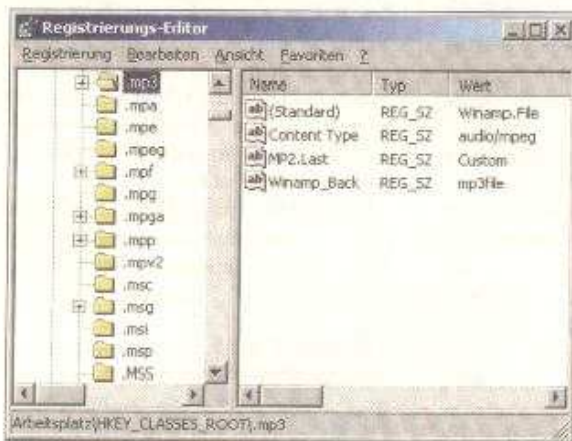 Registrierungs-Editor
Registrierung Bearbeiten Ansicht Favoriten ?
.mp3
.mpa
.mpe
.mpeg
.mpf
.mpg
.mpga
.mpp
.mpv2
.msc
.msg
.msi
.msp
.MSS
Name Typ Wert
(Standard) REG_SZ Winamp.File
Content Type REG_SZ audio/mpeg
MP2.Last REG_SZ Custom
Winamp_Back REG_SZ mp3file
Arbeitsplatz\HKEY_CLASSES_ROOT\.mp3